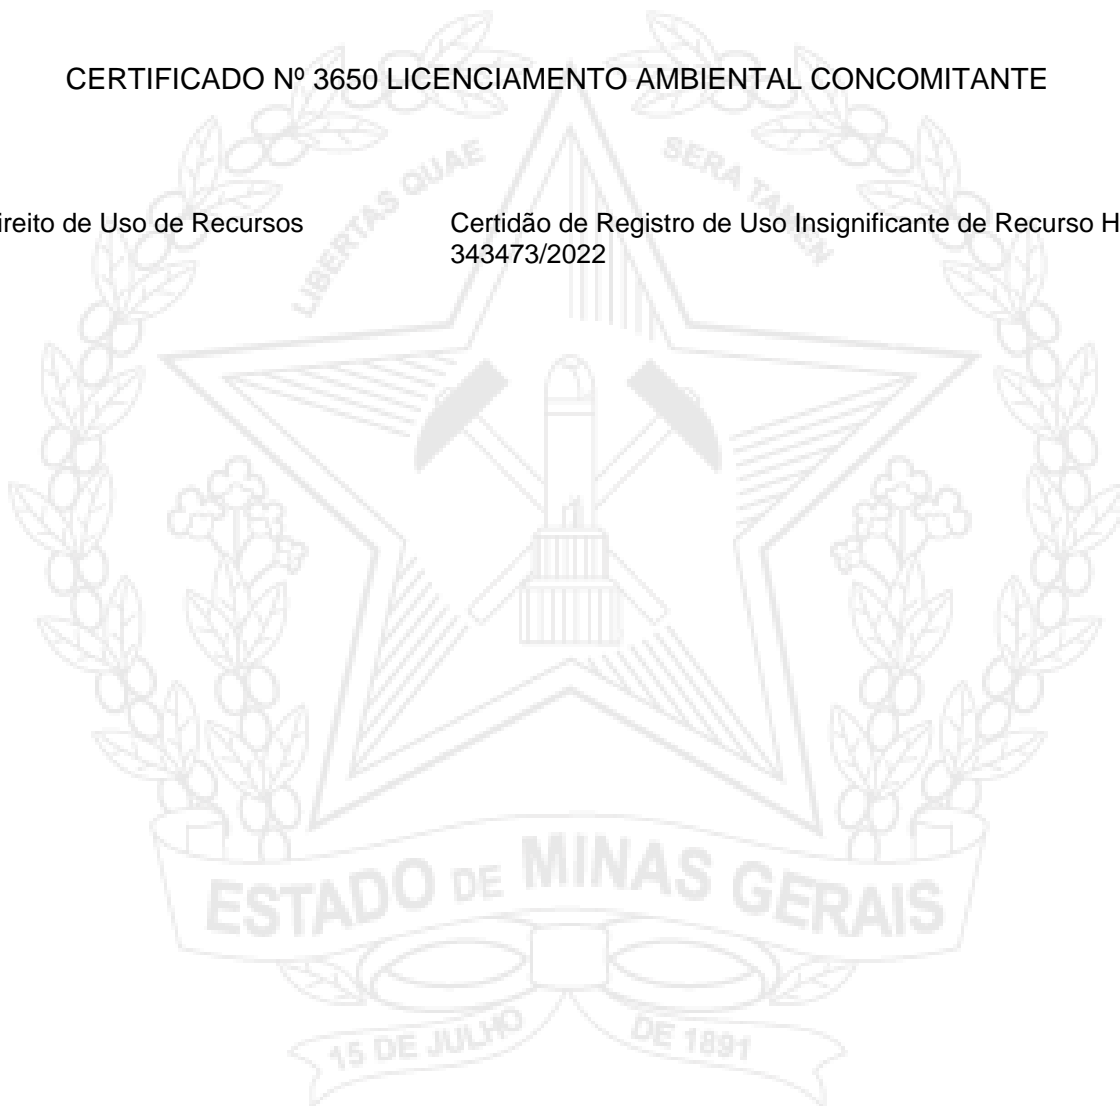 CERTIFICADO Nº 3650 LICENCIAMENTO AMBIENTAL CONCOMITANTE
LIBERTAS QUAE SERA TAMEN
ireito de Uso de Recursos
Certidão de Registro de Uso Insignificante de Recurso H
343473/2022
ESTADO DE MINAS GERAIS
15 DE JULHO DE 1891